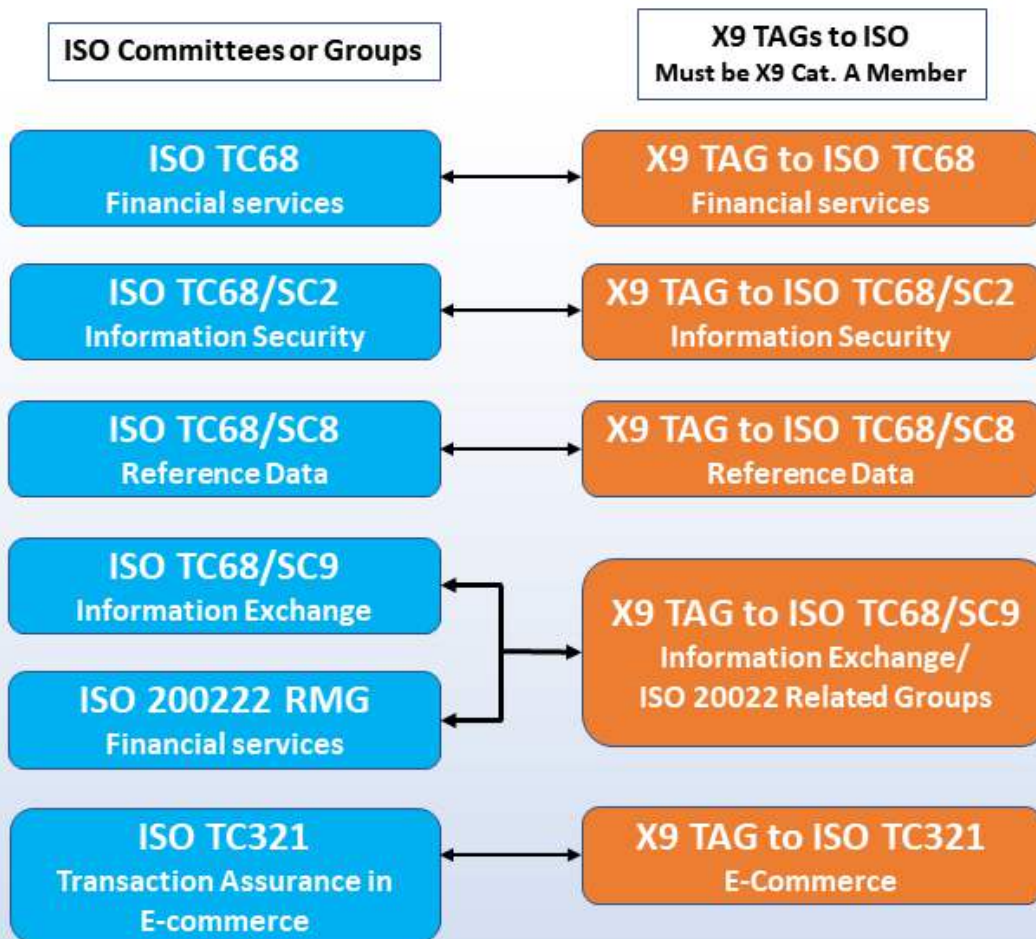 ISO Committees or Groups
X9 TAGs to ISO
Must be X9 Cat. A Member
ISO TC68
Financial services
X9 TAG to ISO TC68
Financial services
ISO TC68/SC2
Information Security
X9 TAG to ISO TC68/SC2
Information Security
ISO TC68/SC8
Reference Data
X9 TAG to ISO TC68/SC8
Reference Data
ISO TC68/SC9
Information Exchange
ISO 200222 RMG
Financial services
X9 TAG to ISO TC68/SC9
Information Exchange/
ISO 20022 Related Groups
ISO TC321
Transaction Assurance in
E-commerce
X9 TAG to ISO TC321
E-Commerce